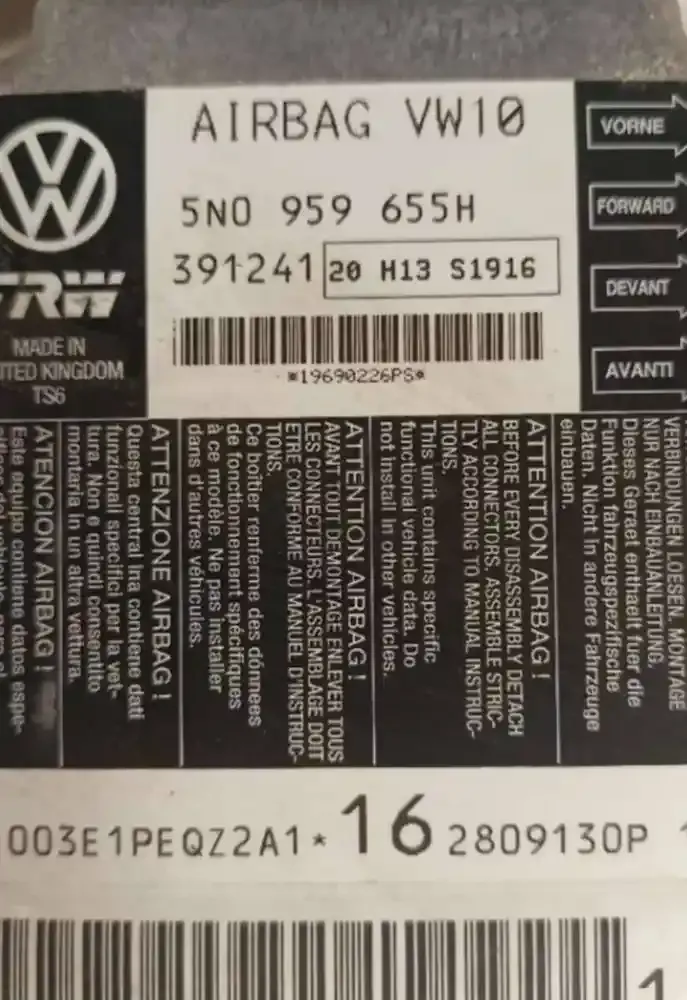 AIRBAG VW10
5N0 959 655H
391241 20 H13 S1916
*19690226PS*
TRW
MADE IN
UNITED KINGDOM
TS6
VORNE
FORWARD
DEVANT
AVANTI
VERBINDUNGEN LOESEN. MONTAGE
NUR NACH EINBAUANLEITUNG.
Dieses Geraet enthaelt fuer die
Funktion fahrzeugspezifische
Daten. Nicht in andere Fahrzeuge
einbauen.
ATTENTION AIRBAG !
BEFORE EVERY DISASSEMBLY DETACH
ALL CONNECTORS. ASSEMBLE STRIC-
TLY ACCORDING TO MANUAL INSTRUC-
TIONS.
This unit contains specific
functional vehicle data. Do
not install in other vehicles.
ATTENTION AIRBAG !
AVANT TOUT DEMONTAGE ENLEVER TOUS
LES CONNECTEURS. L'ASSEMBLAGE DOIT
ETRE CONFORME AU MANUEL D'INSTRUC-
TIONS.
Ce boîtier renferme des données
de fonctionnement spécifiques
à ce modèle. Ne pas installer
dans d'autres véhicules.
ATTENZIONE AIRBAG !
Questa central ina contiene dati
funzionali specifici per la vet-
tura. Non e quindi consentito
montarla in un altra vettura.
ATENCION AIRBAG !
Este equipo contiene datos espe-
003E1PEQZ2A1* 16 2809130P